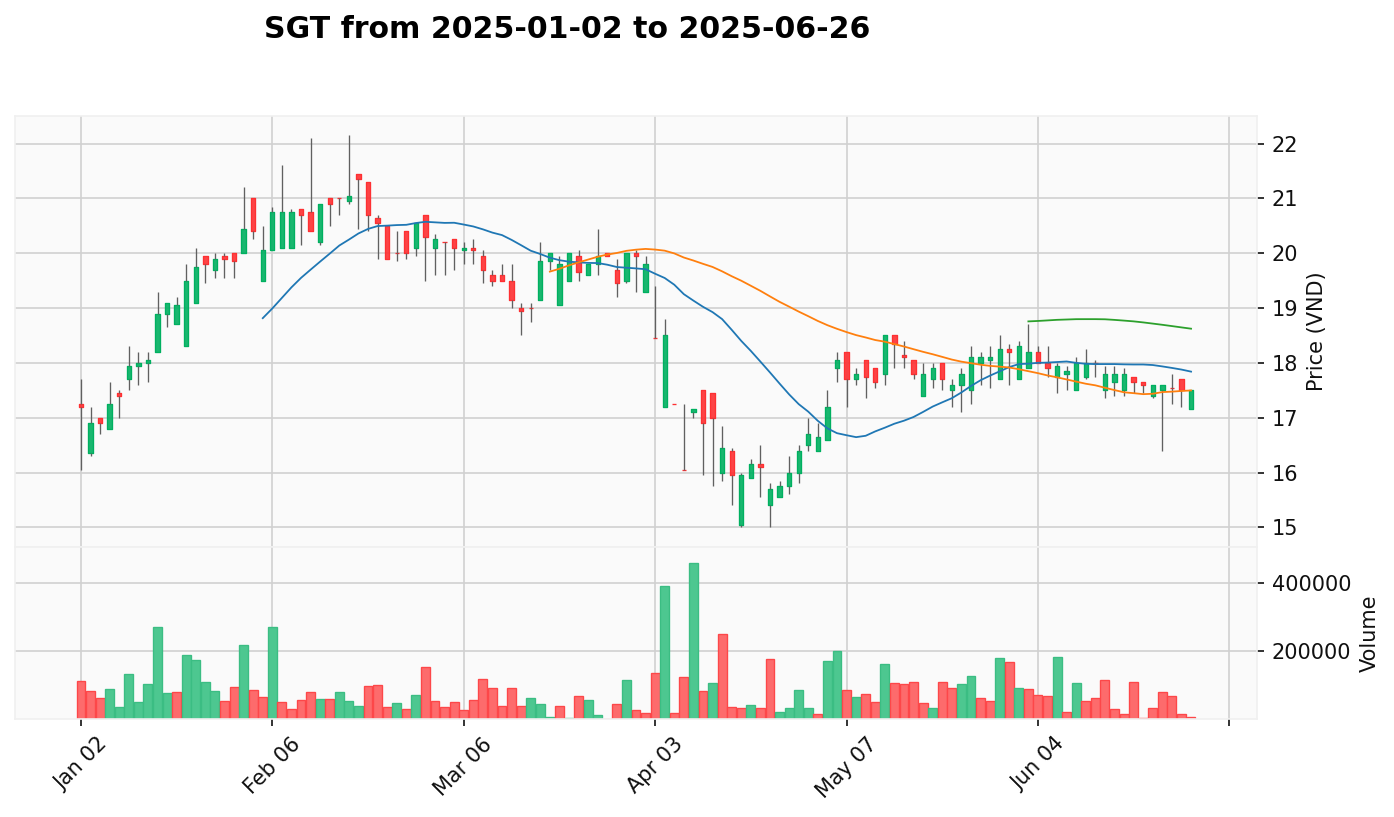 SGT from 2025-01-02 to 2025-06-26
22
21
20
19
18
17
16
15
Price (VND)
400000
200000
Volume
Jan 02
Feb 06
Mar 06
Apr 03
May 07
Jun 04